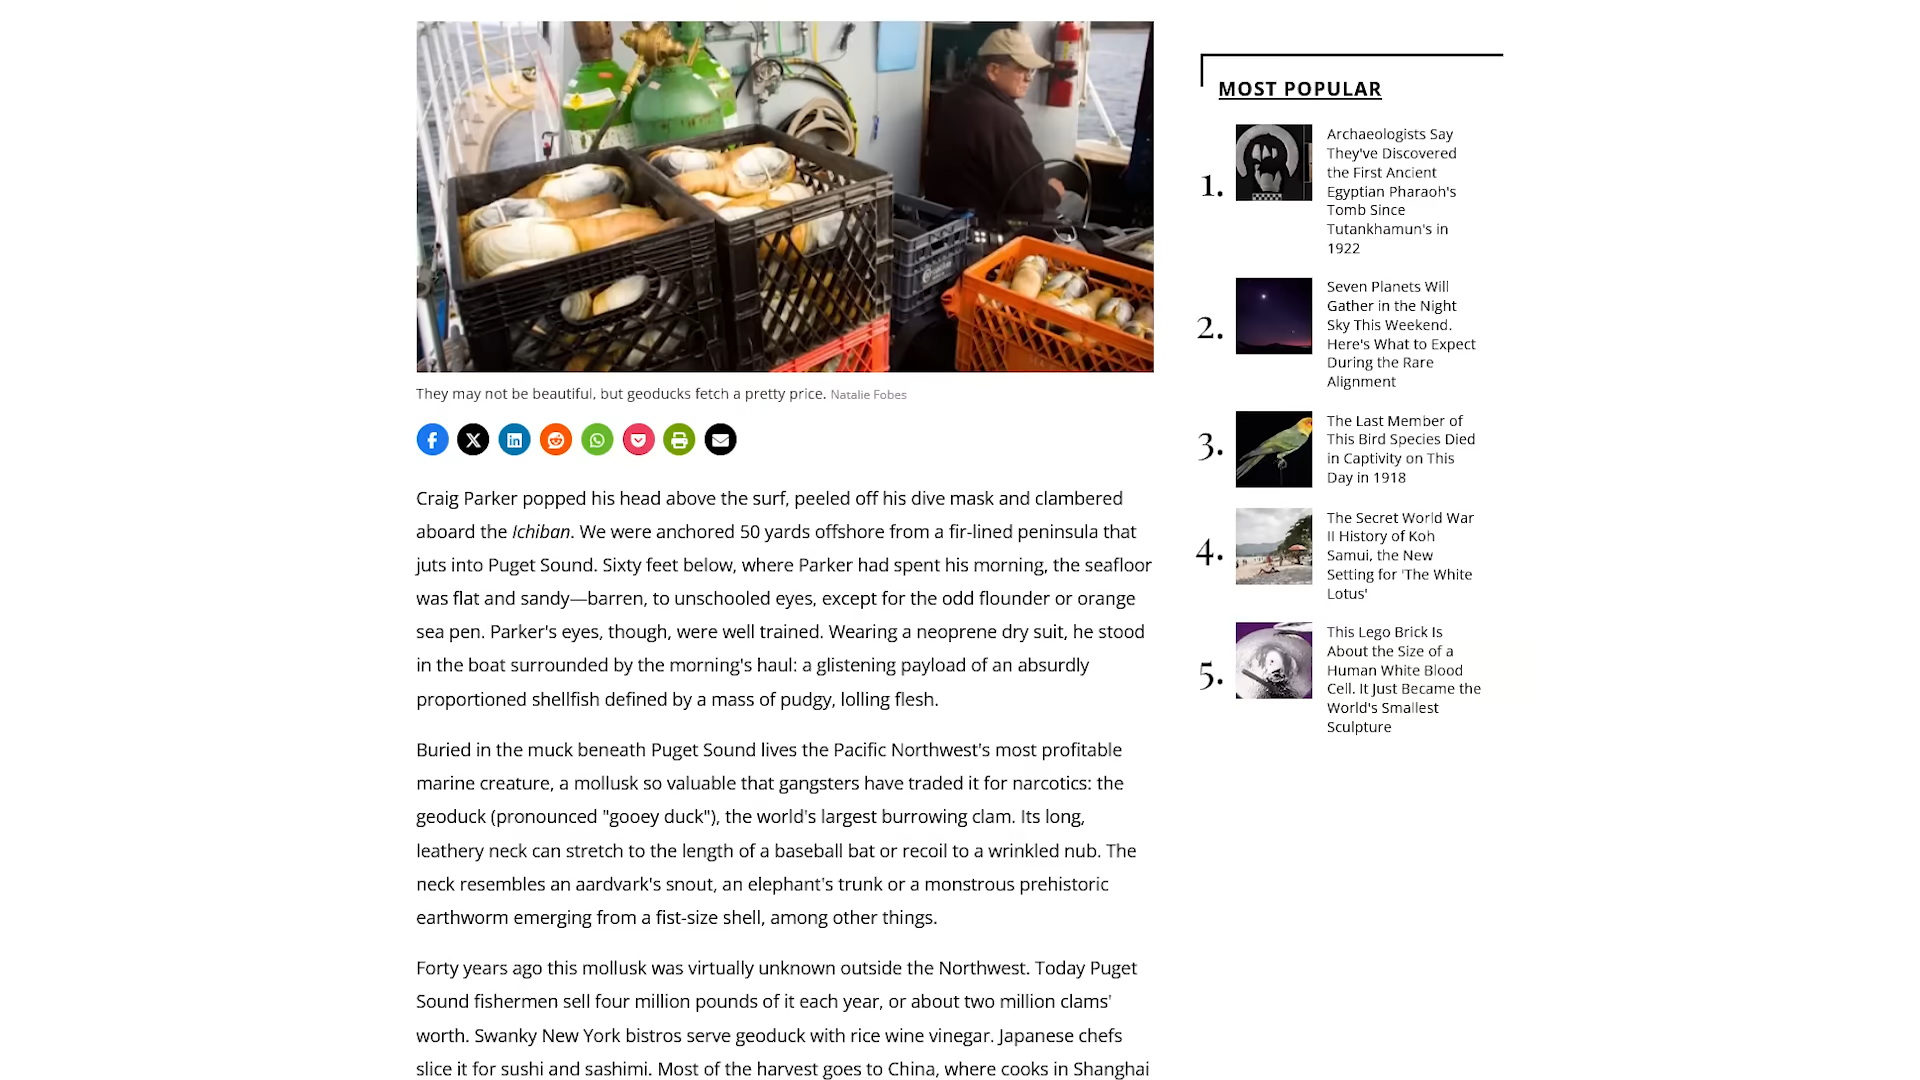 They may not be beautiful, but geoducks fetch a pretty price. Natalie Fobes
Craig Parker popped his head above the surf, peeled off his dive mask and clambered
aboard the Ichiban. We were anchored 50 yards offshore from a fir-lined peninsula that
juts into Puget Sound. Sixty feet below, where Parker had spent his morning, the seafloor
was flat and sandy—barren, to unschooled eyes, except for the odd flounder or orange
sea pen. Parker's eyes, though, were well trained. Wearing a neoprene dry suit, he stood
in the boat surrounded by the morning's haul: a glistening payload of an absurdly
proportioned shellfish defined by a mass of pudgy, lolling flesh.
Buried in the muck beneath Puget Sound lives the Pacific Northwest's most profitable
marine creature, a mollusk so valuable that gangsters have traded it for narcotics: the
geoduck (pronounced "gooey duck"), the world's largest burrowing clam. Its long,
leathery neck can stretch to the length of a baseball bat or recoil to a wrinkled nub. The
neck resembles an aardvark's snout, an elephant's trunk or a monstrous prehistoric
earthworm emerging from a fist-size shell, among other things.
Forty years ago this mollusk was virtually unknown outside the Northwest. Today Puget
Sound fishermen sell four million pounds of it each year, or about two million clams'
worth. Swanky New York bistros serve geoduck with rice wine vinegar. Japanese chefs
slice it for sushi and sashimi. Most of the harvest goes to China, where cooks in Shanghai
MOST POPULAR
1.
Archaeologists Say
They've Discovered
the First Ancient
Egyptian Pharaoh's
Tomb Since
Tutankhamun's in
1922
2.
Seven Planets Will
Gather in the Night
Sky This Weekend.
Here's What to Expect
During the Rare
Alignment
3.
The Last Member of
This Bird Species Died
in Captivity on This
Day in 1918
4.
The Secret World War
II History of Koh
Samui, the New
Setting for 'The White
Lotus'
5.
This Lego Brick Is
About the Size of a
Human White Blood
Cell. It Just Became the
World's Smallest
Sculpture